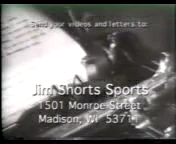 Send your videos and letters to:
Jim Shorts Sports
1501 Monroe Street
Madison, WI 53711